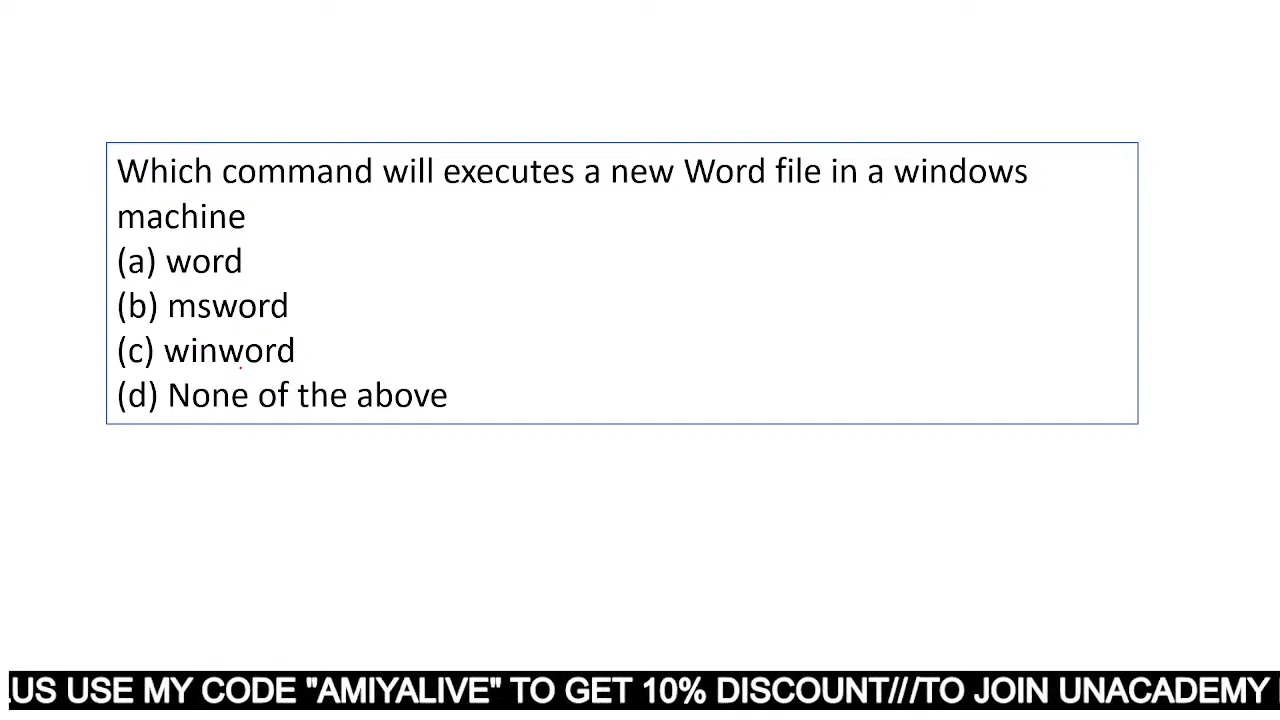 Which command will executes a new Word file in a windows
machine
(a) word
(b) msword
(c) winword
(d) None of the above
.US USE MY CODE "AMIYALIVE" TO GET 10% DISCOUNT///TO JOIN UNACADEMY